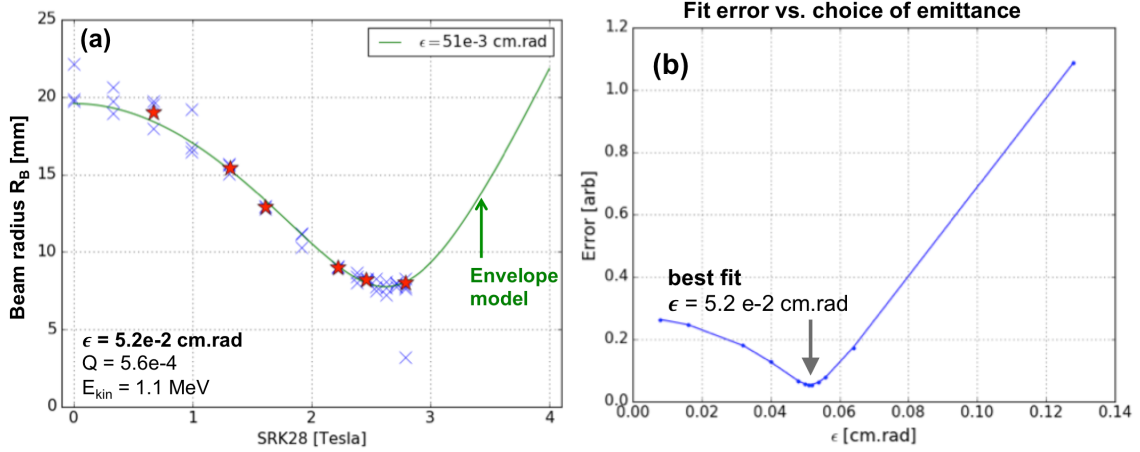 (a)
ϵ = 51e-3 cm.rad
25
20
15
10
5
0
Beam radius R_B [mm]
Envelope
model
ϵ = 5.2e-2 cm.rad
Q = 5.6e-4
E_kin = 1.1 MeV
0 1 2 3 4
SRK28 [Tesla]
Fit error vs. choice of emittance
(b)
1.2
1.0
0.8
0.6
0.4
0.2
0.0
Error [arb]
best fit
ϵ = 5.2 e-2 cm.rad
0.00 0.02 0.04 0.06 0.08 0.10 0.12 0.14
ϵ [cm.rad]